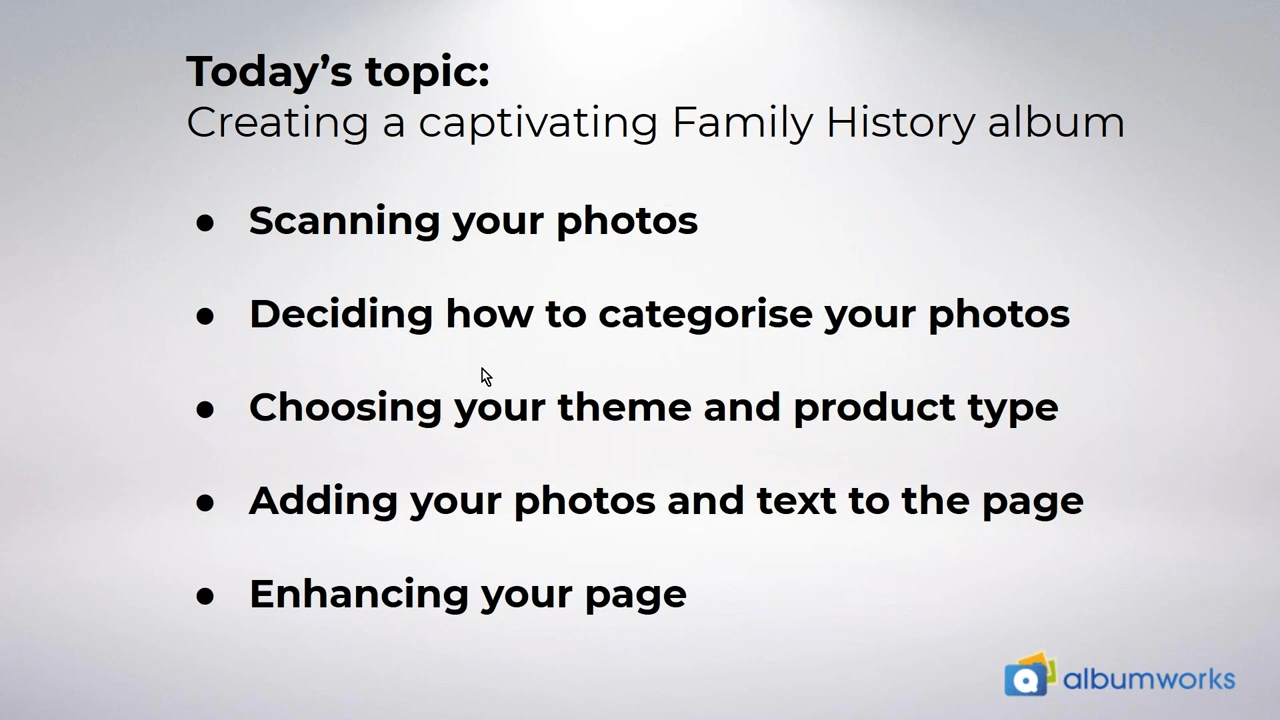 Today’s topic:
Creating a captivating Family History album
● Scanning your photos
● Deciding how to categorise your photos
● Choosing your theme and product type
● Adding your photos and text to the page
● Enhancing your page
a albumworks